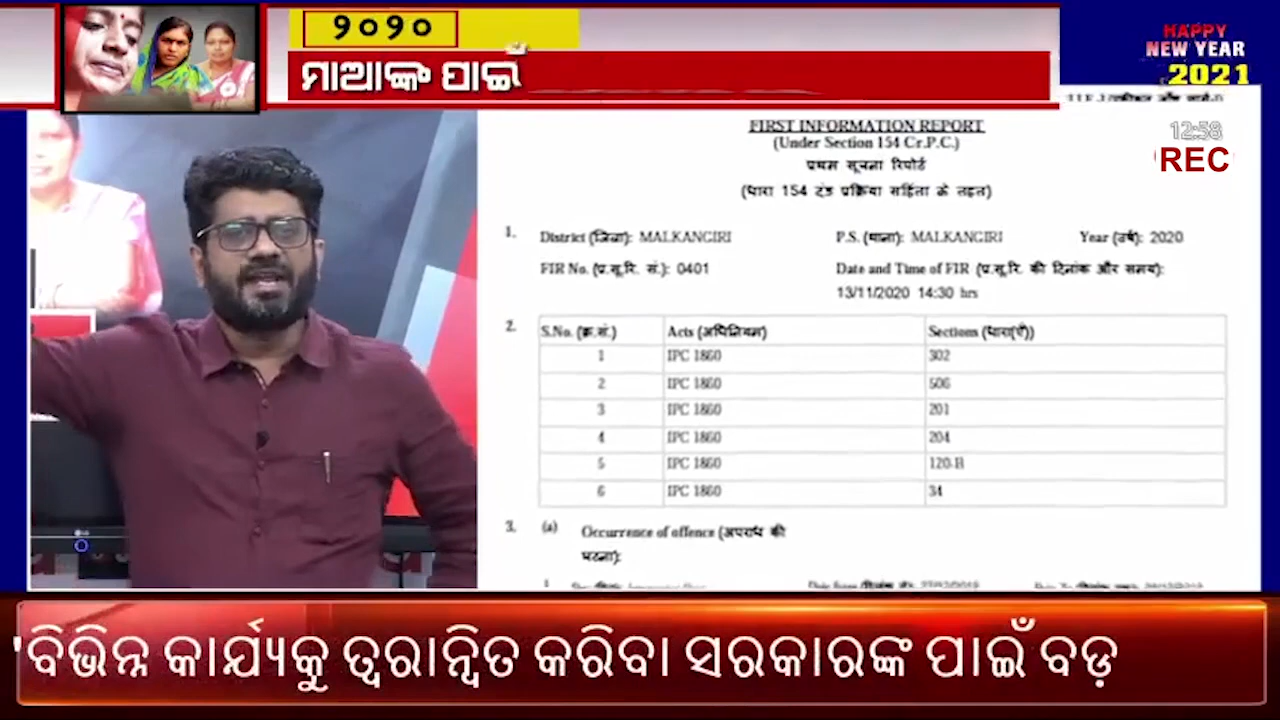 ୨୦୨୦
ମାଆଙ୍କ ପାଇଁ
HAPPY
NEW YEAR
2021
12:58
REC
FIRST INFORMATION REPORT
(Under Section 154 Cr.P.C.)
प्रथम सूचना रिपोर्ट
(धारा 154 दंड प्रक्रिया संहिता के तहत)
1. District (जिला): MALKANGIRI P.S. (थाना): MALKANGIRI Year (वर्ष): 2020
FIR No. (प्र.सू.रि. सं.): 0401 Date and Time of FIR (प्र.सू.रि. की दिनांक और समय):
13/11/2020 14:30 hrs
2. S.No. (क्र.सं.) Acts (अधिनियम) Sections (धारा(एँ))
1 IPC 1860 302
2 IPC 1860 506
3 IPC 1860 201
4 IPC 1860 204
5 IPC 1860 120-B
6 IPC 1860 34
3. (a) Occurrence of offence (अपराध की
घटना):
LG
'ବିଭିନ୍ନ କାର୍ଯ୍ୟକୁ ତ୍ୱରାନ୍ୱିତ କରିବା ସରକାରଙ୍କ ପାଇଁ ବଡ଼